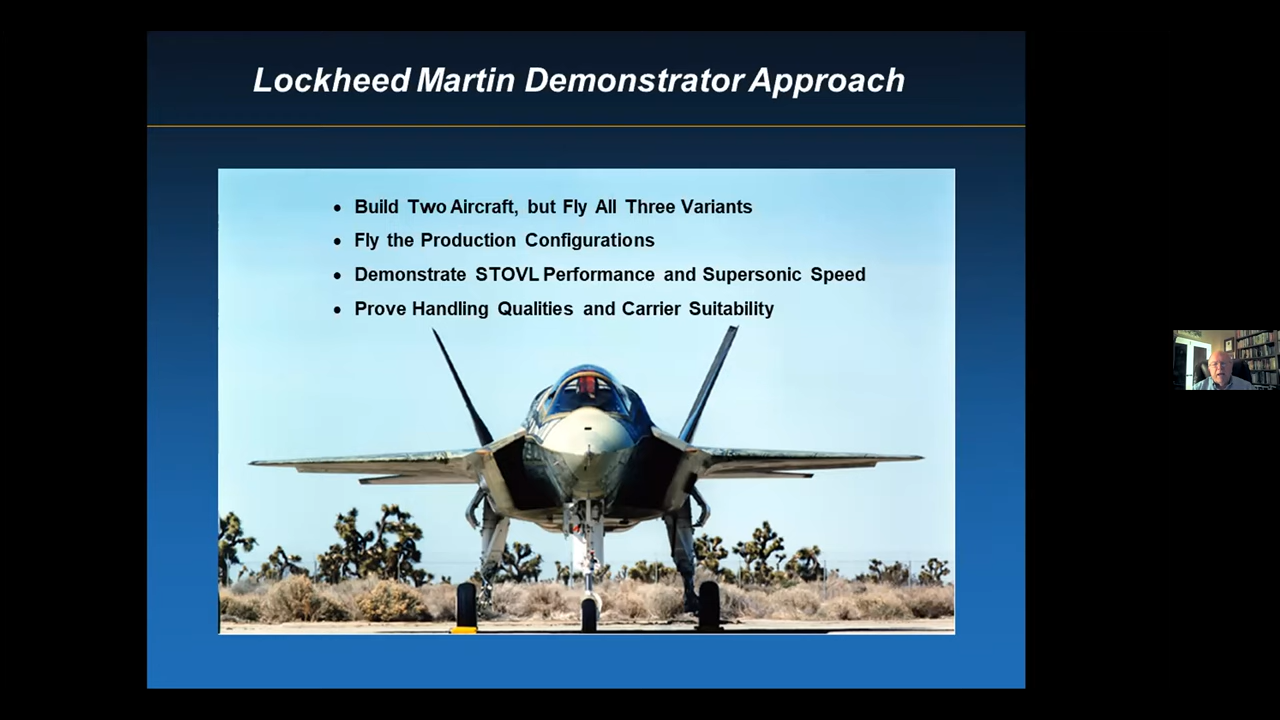 Lockheed Martin Demonstrator Approach
• Build Two Aircraft, but Fly All Three Variants
• Fly the Production Configurations
• Demonstrate STOVL Performance and Supersonic Speed
• Prove Handling Qualities and Carrier Suitability